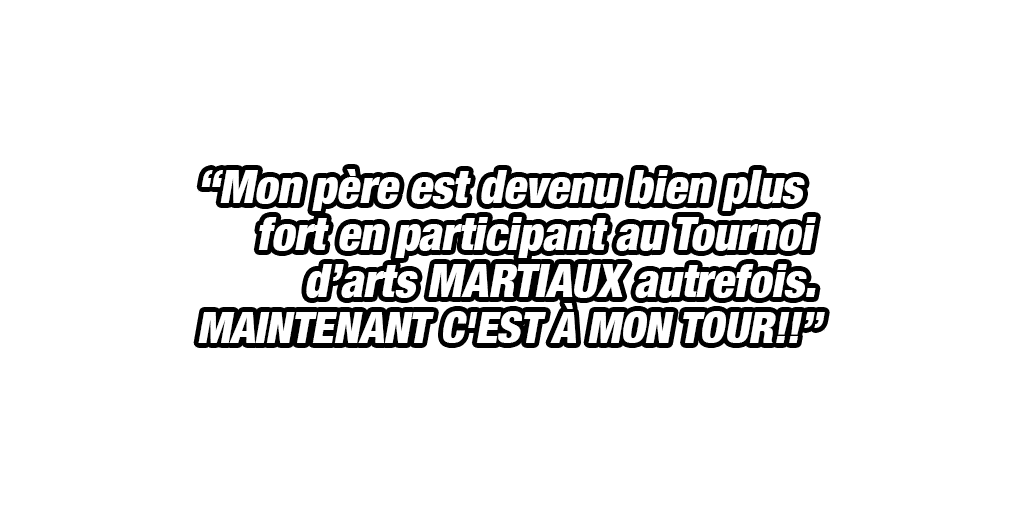 “Mon père est devenu bien plus
fort en participant au Tournoi
d’arts MARTIAUX autrefois.
MAINTENANT C'EST À MON TOUR!!”